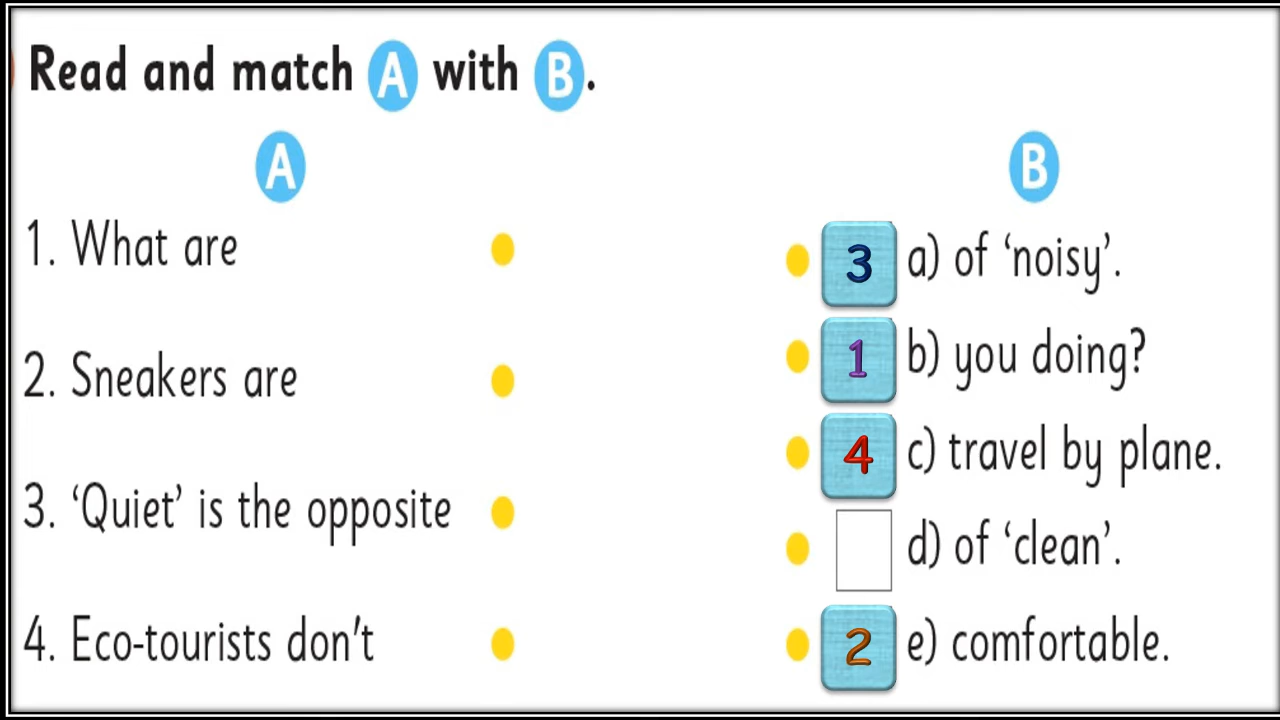 Read and match A with B.
A
B
1. What are
3 a) of ‘noisy’.
1 b) you doing?
2. Sneakers are
4 c) travel by plane.
3. ‘Quiet’ is the opposite
d) of ‘clean’.
4. Eco-tourists don’t
2 e) comfortable.